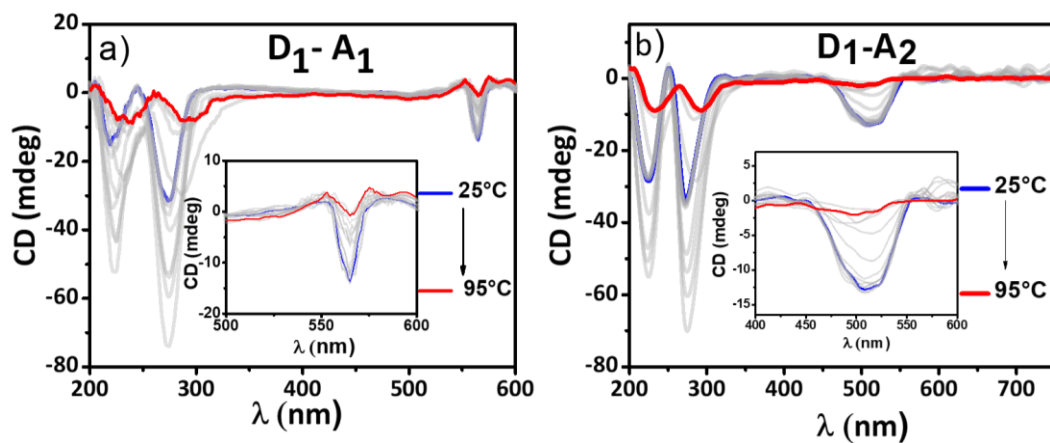 a)
D1- A1
CD (mdeg)
20
0
-20
-40
-60
-80
200 300 400 500 600
λ (nm)
CD (mdeg)
10
0
-10
-20
500 550 600
λ (nm)
25°C
95°C
b)
D1-A2
CD (mdeg)
20
0
-20
-40
-60
-80
200 300 400 500 600 700
λ (nm)
CD (mdeg)
5
0
-5
-10
-15
400 450 500 550 600
λ (nm)
25°C
95°C